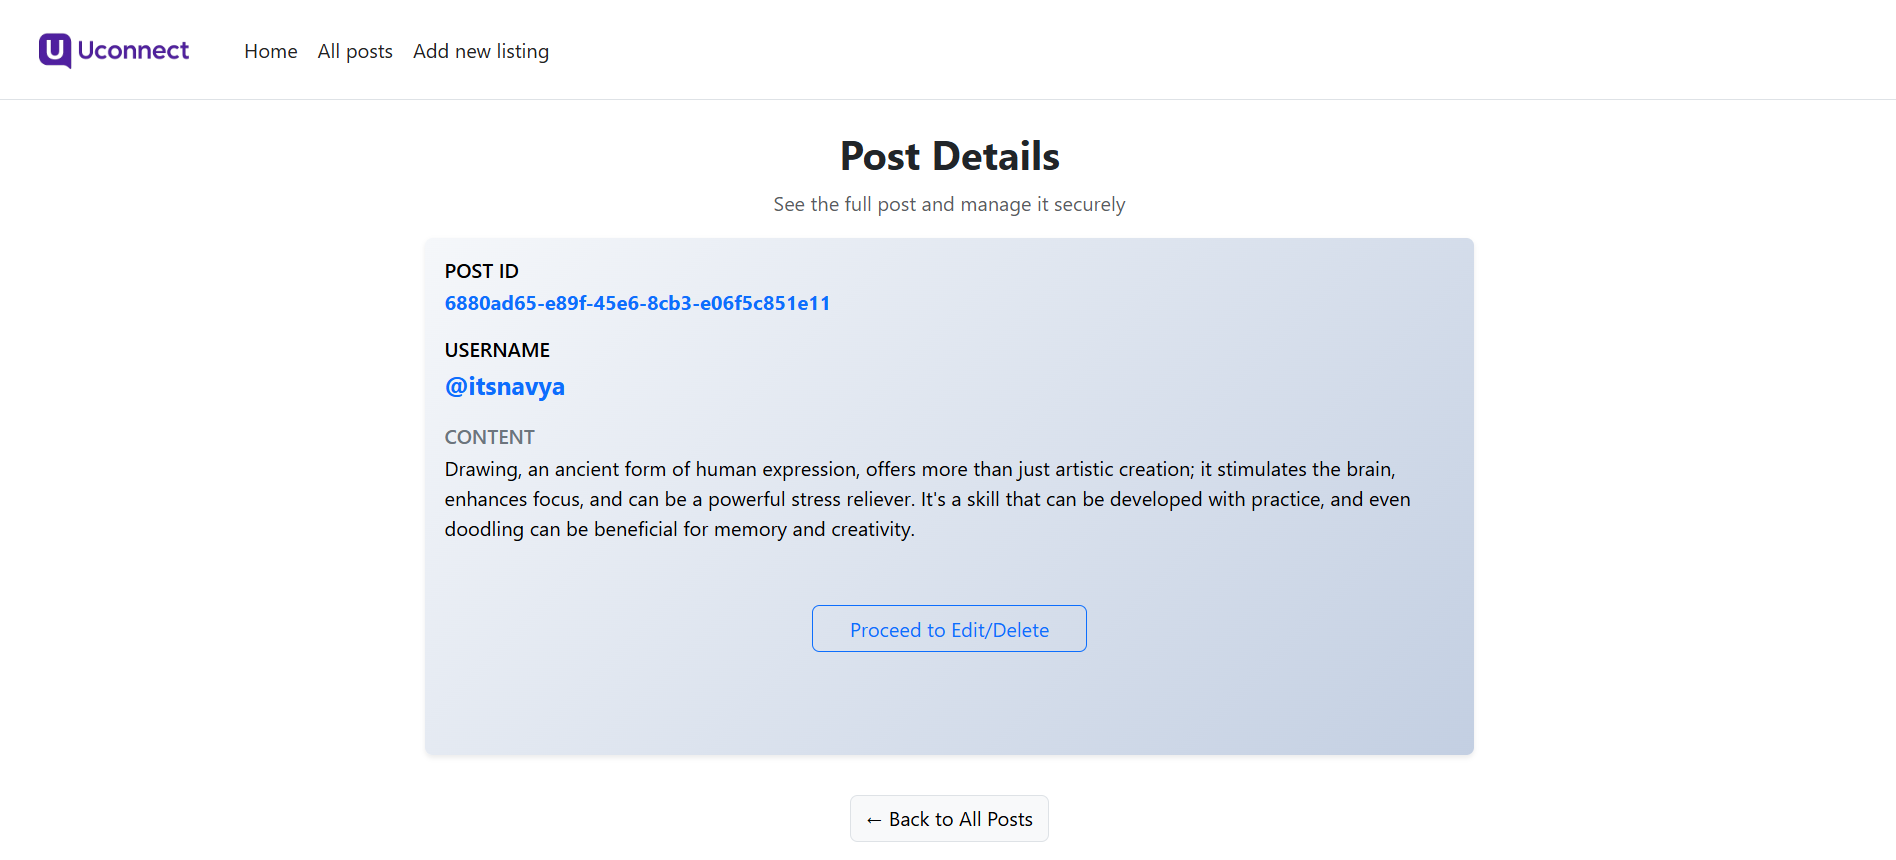 Uconnect
Home All posts Add new listing
Post Details
See the full post and manage it securely
POST ID
6880ad65-e89f-45e6-8cb3-e06f5c851e11
USERNAME
@itsnavya
CONTENT
Drawing, an ancient form of human expression, offers more than just artistic creation; it stimulates the brain,
enhances focus, and can be a powerful stress reliever. It's a skill that can be developed with practice, and even
doodling can be beneficial for memory and creativity.
Proceed to Edit/Delete
← Back to All Posts